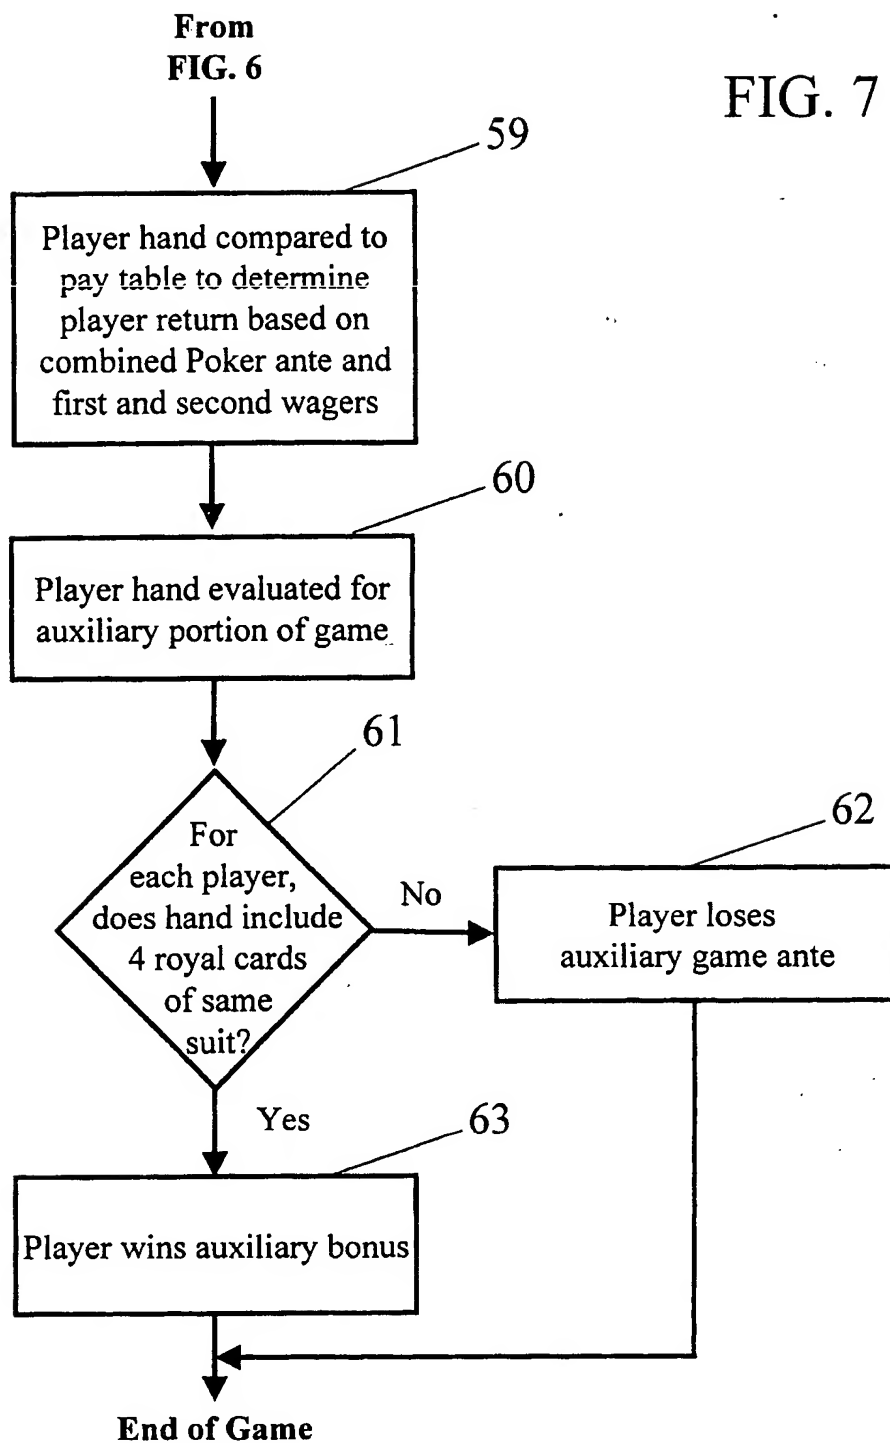 From
FIG. 6
FIG. 7
59
Player hand compared to
pay table to determine
player return based on
combined Poker ante and
first and second wagers
60
Player hand evaluated for
auxiliary portion of game
61
For
each player,
does hand include
4 royal cards
of same
suit?
No
62
Player loses
auxiliary game ante
Yes
63
Player wins auxiliary bonus
End of Game